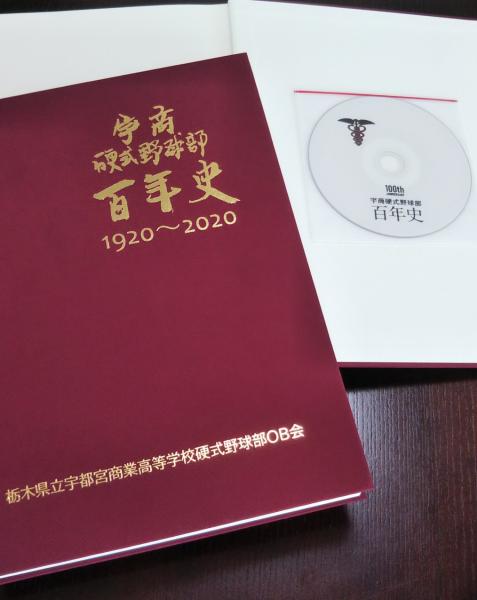 宇商
硬式野球部
百年史
1920～2020
栃木県立宇都宮商業高等学校硬式野球部OB会
100th
ANNIVERSARY
宇商硬式野球部
百年史